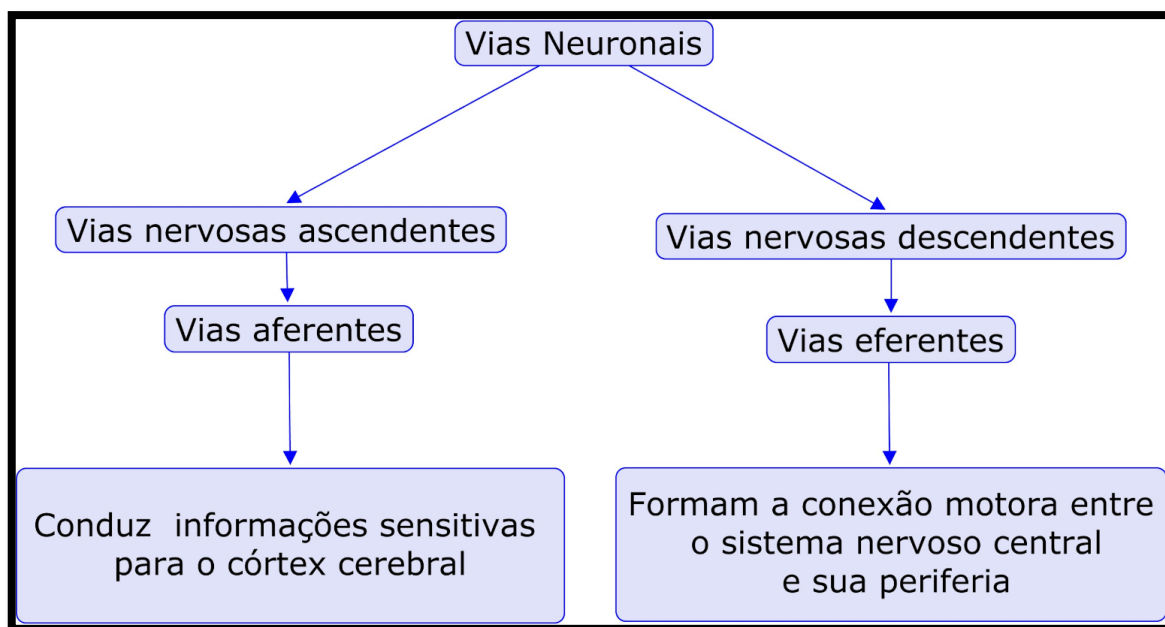 Vias Neuronais
Vias nervosas ascendentes
Vias nervosas descendentes
Vias aferentes
Vias eferentes
Conduz informações sensitivas
para o córtex cerebral
Formam a conexão motora entre
o sistema nervoso central
e sua periferia